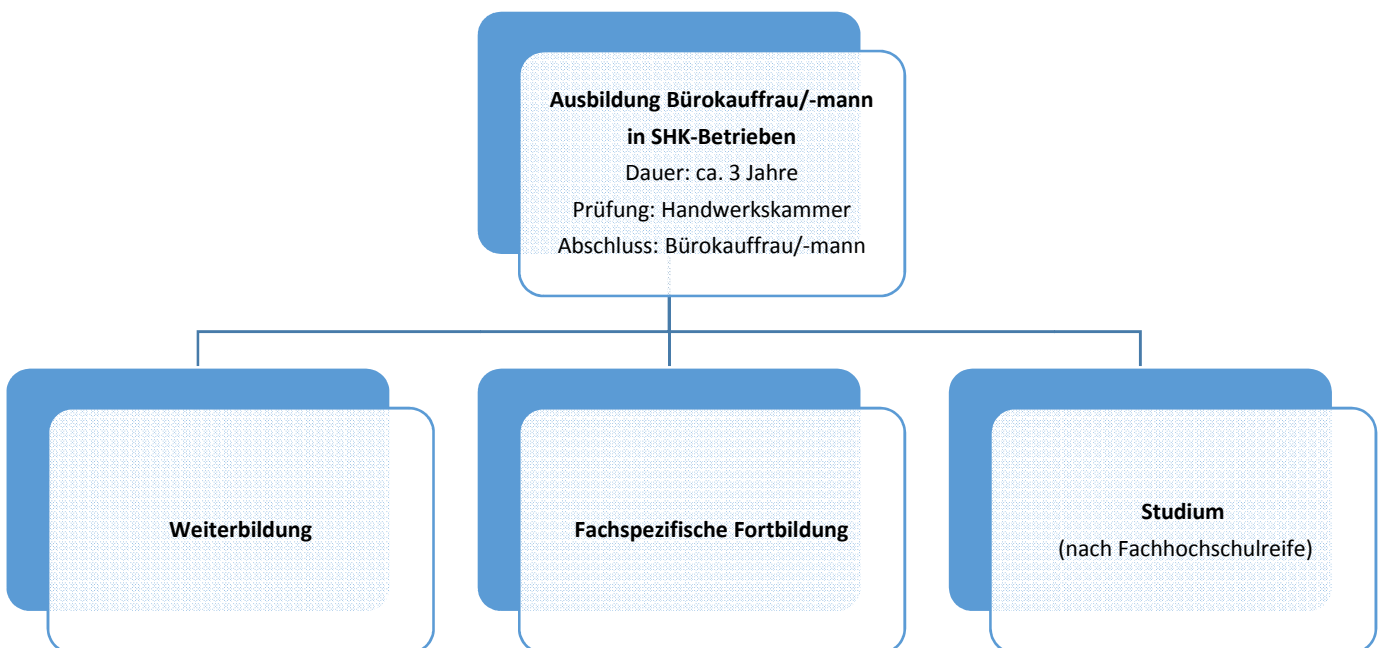 Ausbildung Bürokauffrau/-mann
in SHK-Betrieben
Dauer: ca. 3 Jahre
Prüfung: Handwerkskammer
Abschluss: Bürokauffrau/-mann
Weiterbildung
Fachspezifische Fortbildung
Studium
(nach Fachhochschulreife)